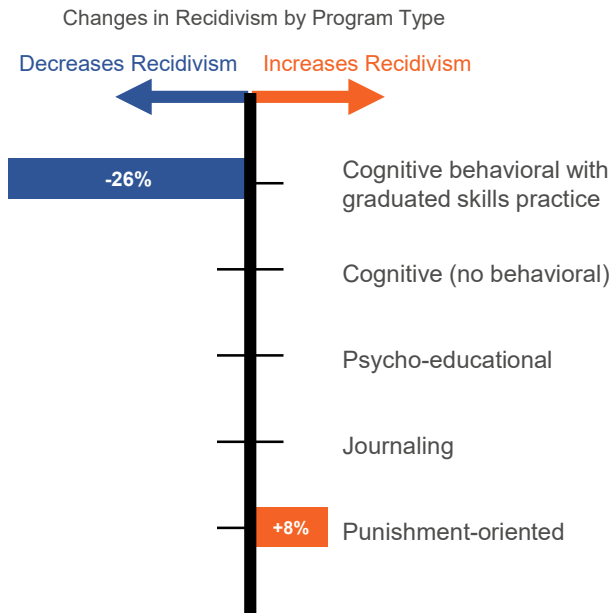 Changes in Recidivism by Program Type
Decreases Recidivism
Increases Recidivism
-26%
Cognitive behavioral with
graduated skills practice
Cognitive (no behavioral)
Psycho-educational
Journaling
+8%
Punishment-oriented